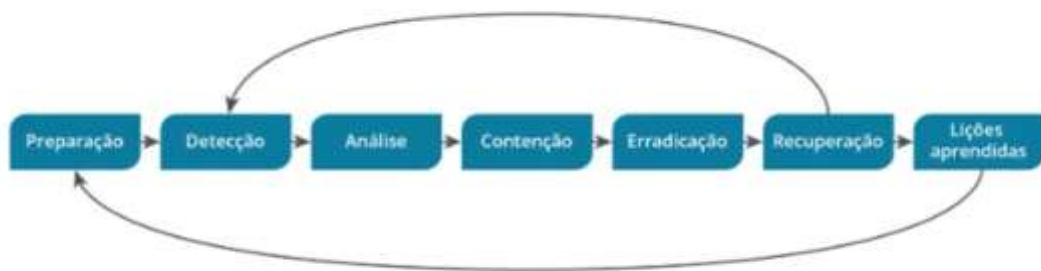 Preparação
Detecção
Análise
Contenção
Erradicação
Recuperação
Lições
aprendidas